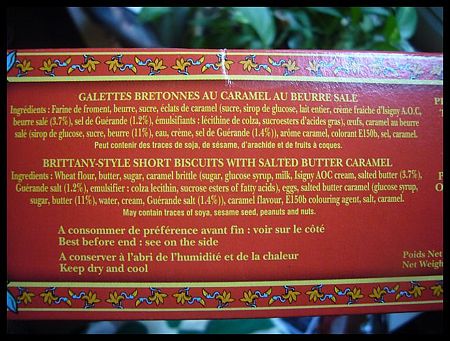 GALETTES BRETONNES AU CARAMEL AU BEURRE SALÉ
Ingrédients : Farine de froment, beurre, sucre, éclats de caramel (sucre, sirop de glucose, lait entier, crème fraîche d'Isigny A.O.C,
beurre salé (3.7%), sel de Guérande (1.2%), émulsifiants : lécithine de colza, sucroesters d'acides gras), œufs, caramel au beurre
salé (sirop de glucose, sucre, beurre (11%), eau, crème, sel de Guérande (1.4%)), arôme caramel, colorant E150b, sel, caramel.
Peut contenir des traces de soja, de sésame, d'arachide et de fruits à coques.
BRITTANY-STYLE SHORT BISCUITS WITH SALTED BUTTER CARAMEL
Ingredients : Wheat flour, butter, sugar, caramel brittle (sugar, glucose syrup, milk, Isigny AOC cream, salted butter (3.7%),
Guérande salt (1.2%), emulsifier : colza lecithin, sucrose esters of fatty acids), eggs, salted butter caramel (glucose syrup,
sugar, butter (11%), water, cream, Guérande salt (1.4%)), caramel flavour, E150b colouring agent, salt, caramel.
May contain traces of soya, sesame seed, peanuts and nuts.
A consommer de préférence avant fin : voir sur le côté
Best before end : see on the side
A conserver à l'abri de l'humidité et de la chaleur
Keep dry and cool
Poids Net
Net Weigh